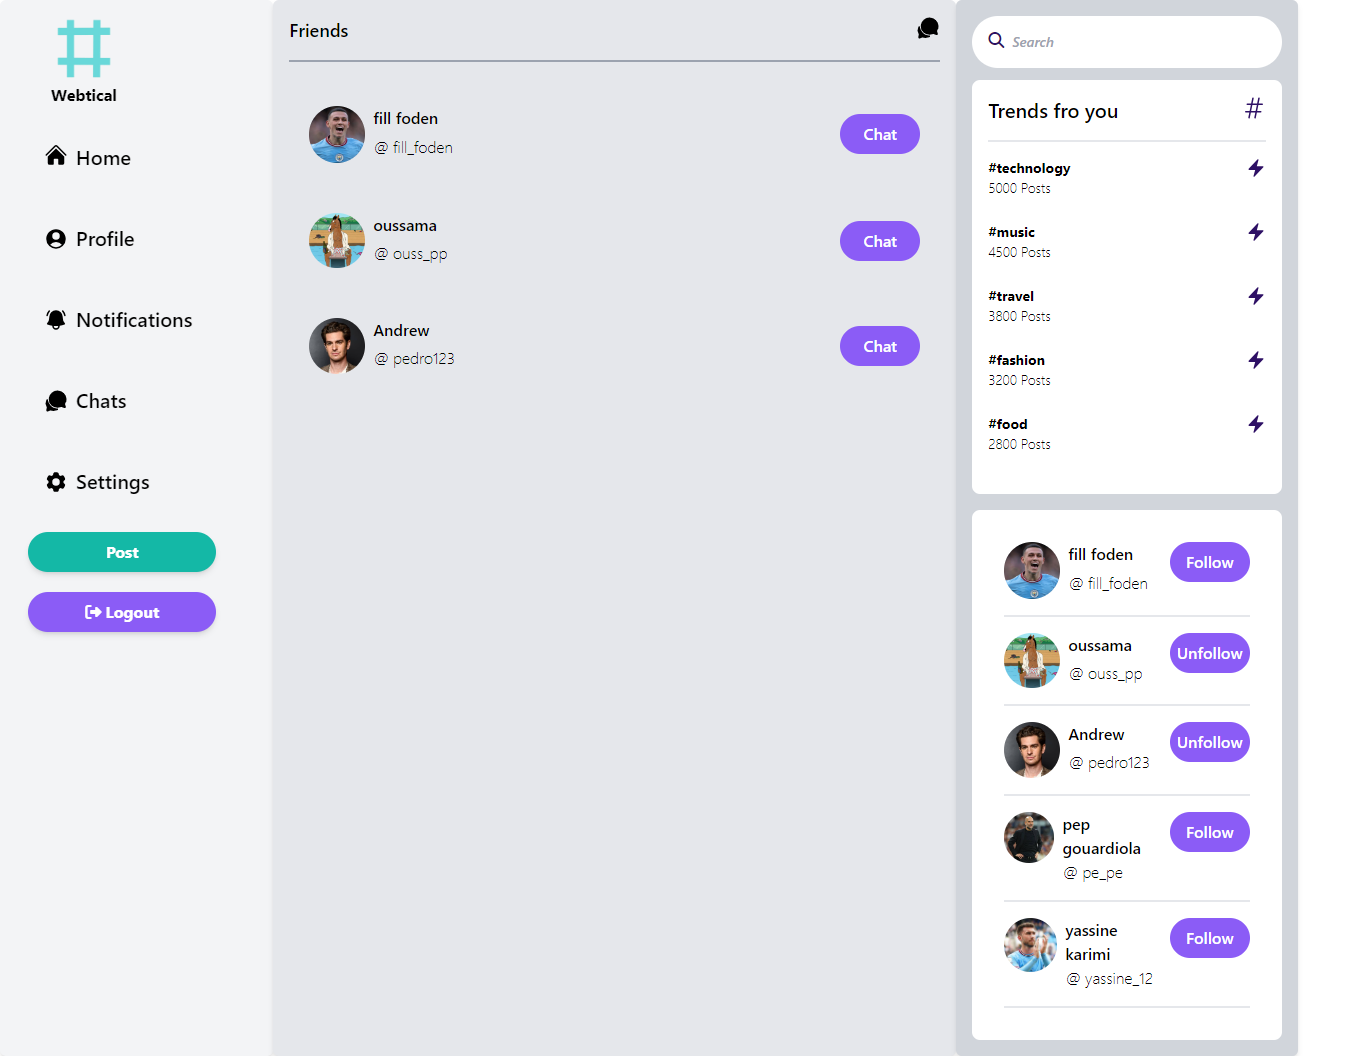 Webtical
Home
Profile
Notifications
Chats
Settings
Post
Logout
Friends
fill foden
@ fill_foden
Chat
oussama
@ ouss_pp
Chat
Andrew
@ pedro123
Chat
Search
Trends fro you
#technology
5000 Posts
#music
4500 Posts
#travel
3800 Posts
#fashion
3200 Posts
#food
2800 Posts
fill foden
@ fill_foden
Follow
oussama
@ ouss_pp
Unfollow
Andrew
@ pedro123
Unfollow
pep
gouardiola
@ pe_pe
Follow
yassine
karimi
@ yassine_12
Follow